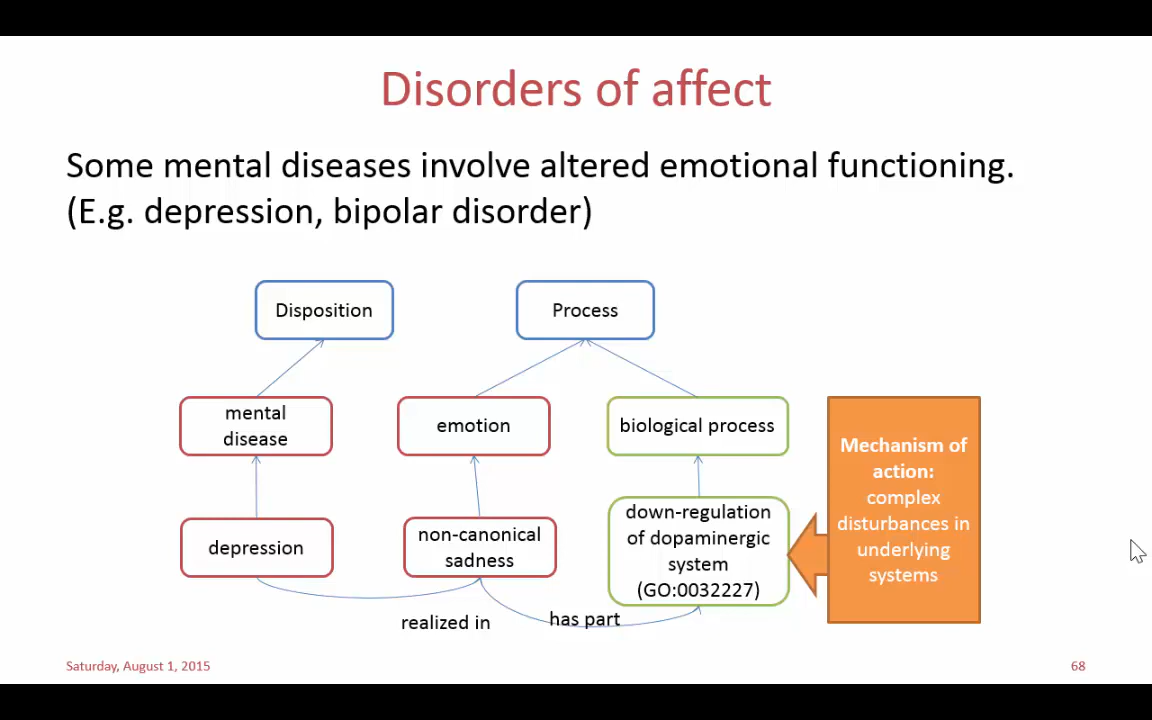 Disorders of affect
Some mental diseases involve altered emotional functioning.
(E.g. depression, bipolar disorder)
Disposition
Process
mental
disease
emotion
biological process
Mechanism of
action:
complex
disturbances in
underlying
systems
depression
non-canonical
sadness
down-regulation
of dopaminergic
system
(GO:0032227)
realized in
has part
Saturday, August 1, 2015
68